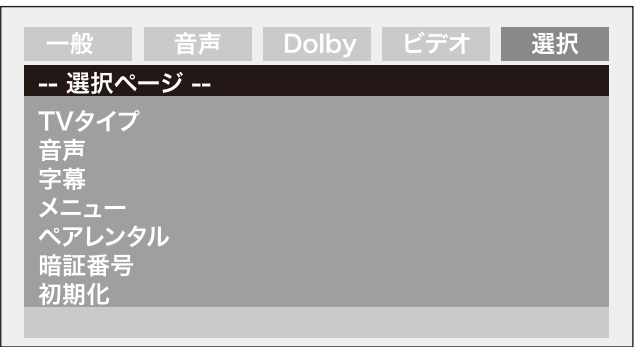 一般 音声 Dolby ビデオ 選択
-- 選択ページ --
TVタイプ
音声
字幕
メニュー
ペアレンタル
暗証番号
初期化